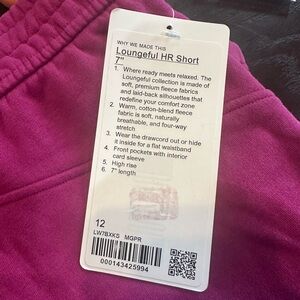 WHY WE MADE THIS
Loungeful HR Short
7"
1. Where ready meets relaxed. The
Loungeful collection is made of
soft, premium fleece fabrics
and laid-back silhouettes that
redefine your comfort zone
2. Warm, cotton-blend fleece
fabric is soft, naturally
breathable, and four-way
stretch
3. Wear the drawcord out or hide
it inside for a flat waistband
4. Front pockets with interior
card sleeve
5. High rise
6. 7" length
12
LW7BXKS MGPR
000143425994